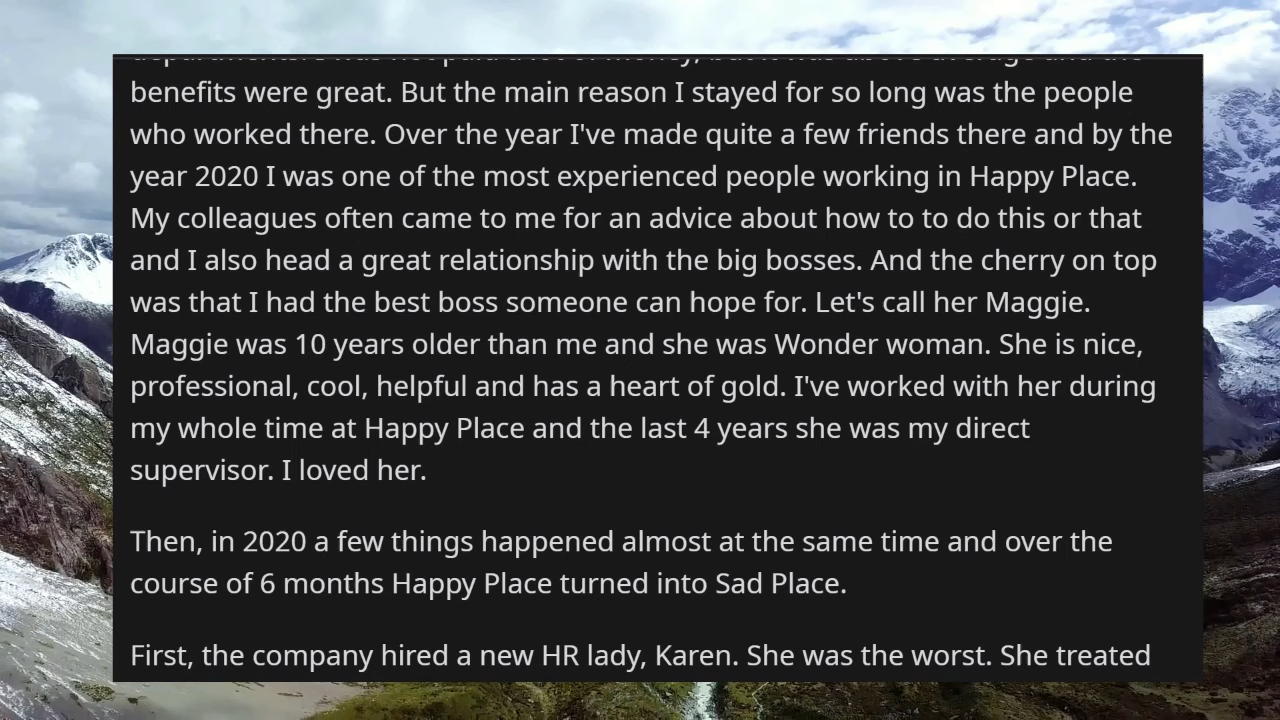 benefits were great. But the main reason I stayed for so long was the people
who worked there. Over the year I've made quite a few friends there and by the
year 2020 I was one of the most experienced people working in Happy Place.
My colleagues often came to me for an advice about how to to do this or that
and I also head a great relationship with the big bosses. And the cherry on top
was that I had the best boss someone can hope for. Let's call her Maggie.
Maggie was 10 years older than me and she was Wonder woman. She is nice,
professional, cool, helpful and has a heart of gold. I've worked with her during
my whole time at Happy Place and the last 4 years she was my direct
supervisor. I loved her.
Then, in 2020 a few things happened almost at the same time and over the
course of 6 months Happy Place turned into Sad Place.
First, the company hired a new HR lady, Karen. She was the worst. She treated